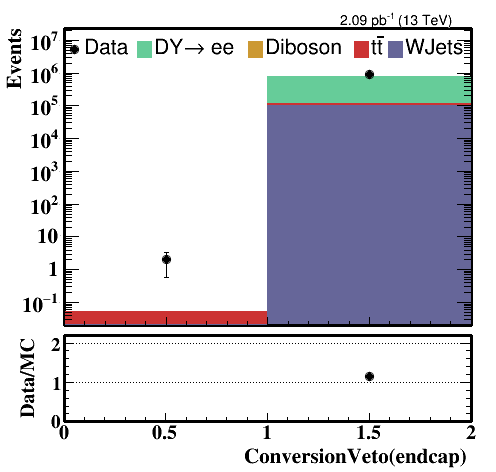 2.09 pb⁻¹ (13 TeV)
Events
Data DY→ ee Diboson tt̄ WJets
10⁷
10⁶
10⁵
10⁴
10³
10²
10
1
10⁻¹
Data/MC
2
1
0
0 0.5 1 1.5 2
ConversionVeto(endcap)